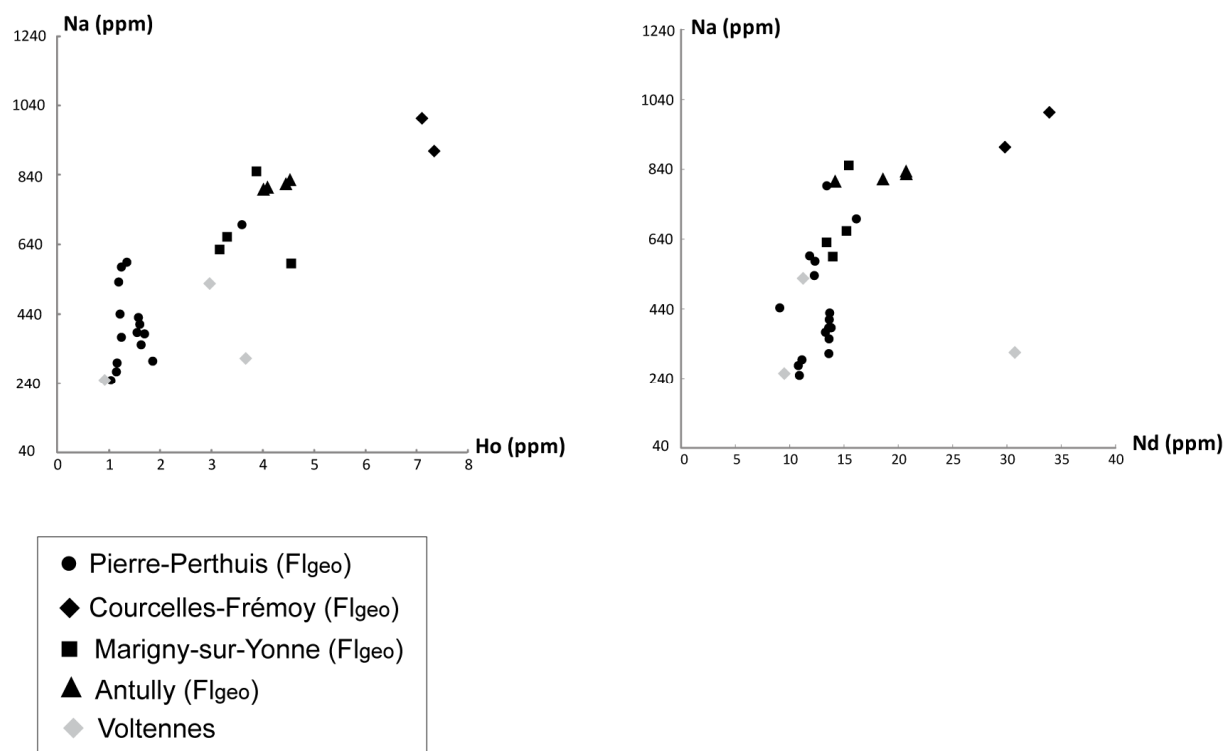 Na (ppm)
1240
1040
840
640
440
240
40
0 1 2 3 4 5 6 7 8
Ho (ppm)
Na (ppm)
1240
1040
840
640
440
240
40
0 5 10 15 20 25 30 35 40
Nd (ppm)
Pierre-Perthuis (Flgeo)
Courcelles-Frémoy (Flgeo)
Marigny-sur-Yonne (Flgeo)
Antully (Flgeo)
Voltennes